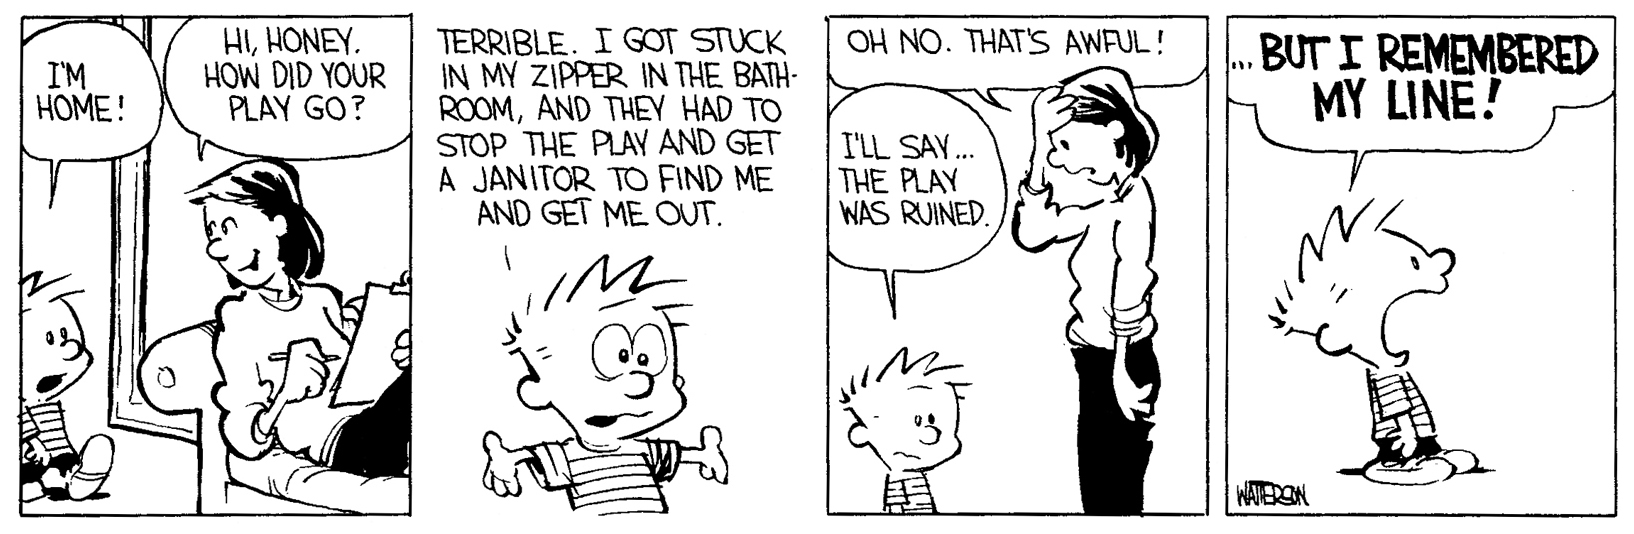 I'M
HOME!
HI, HONEY.
HOW DID YOUR
PLAY GO?
TERRIBLE. I GOT STUCK
IN MY ZIPPER IN THE BATH-
ROOM, AND THEY HAD TO
STOP THE PLAY AND GET
A JANITOR TO FIND ME
AND GET ME OUT.
OH NO. THAT'S AWFUL!
I'LL SAY...
THE PLAY
WAS RUINED.
...BUT I REMEMBERED
MY LINE!
WATTERSON